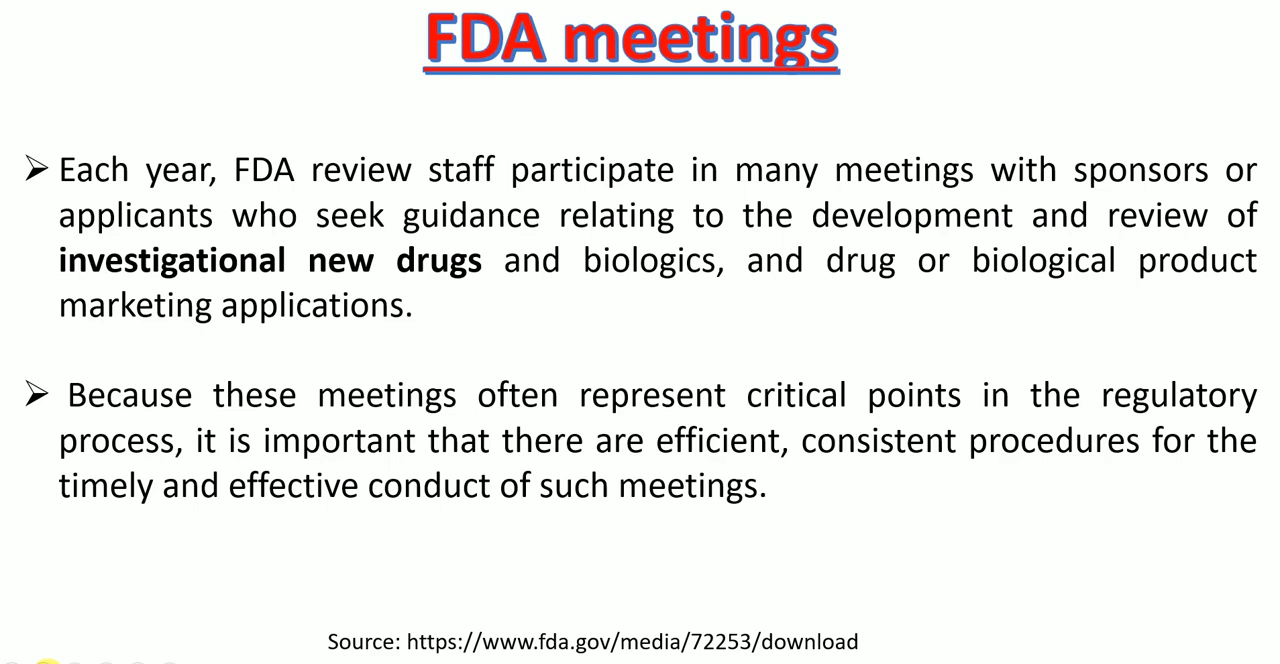 FDA meetings
➢ Each year, FDA review staff participate in many meetings with sponsors or
applicants who seek guidance relating to the development and review of
investigational new drugs and biologics, and drug or biological product
marketing applications.
➢ Because these meetings often represent critical points in the regulatory
process, it is important that there are efficient, consistent procedures for the
timely and effective conduct of such meetings.
Source: https://www.fda.gov/media/72253/download